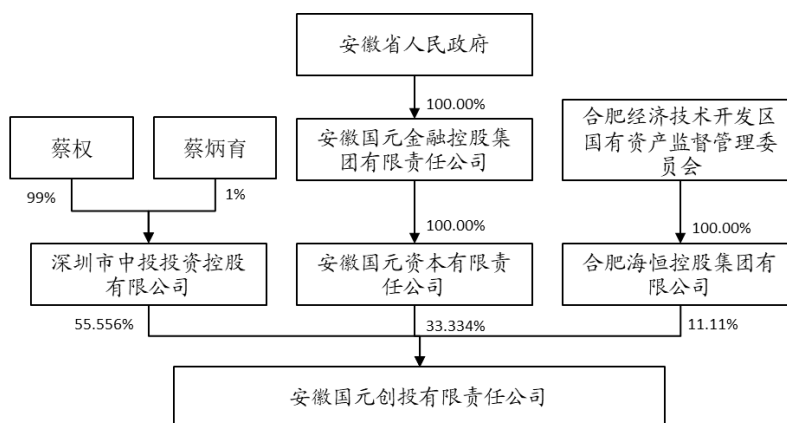 安徽省人民政府
100.00%
蔡权
蔡炳育
安徽国元金融控股集
团有限责任公司
合肥经济技术开发区
国有资产监督管理委
员会
99%
1%
100.00%
100.00%
深圳市中投投资控股
有限公司
安徽国元资本有限责
任公司
合肥海恒控股集团有
限公司
55.556%
33.334%
11.11%
安徽国元创投有限责任公司